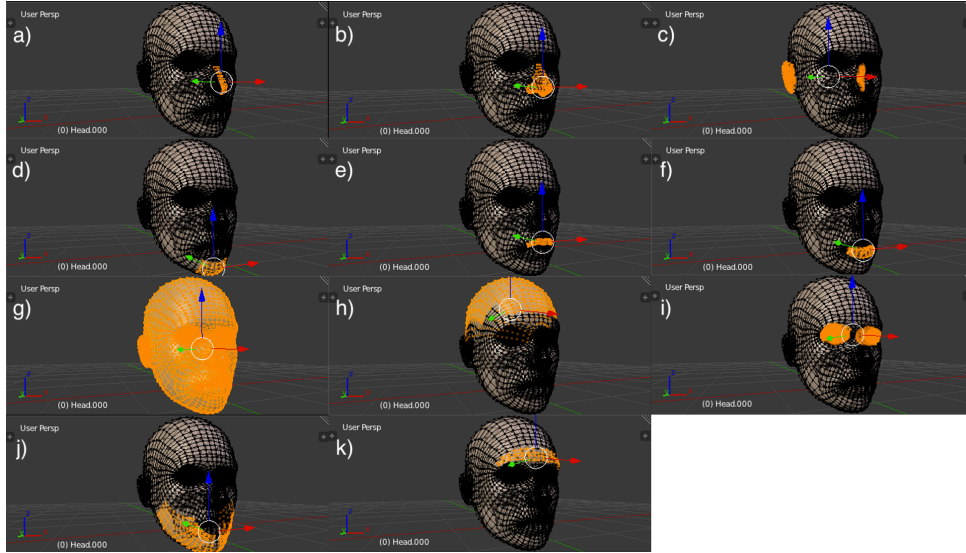 User Persp
a)
(0) Head.000
User Persp
b)
(0) Head.000
User Persp
c)
(0) Head.000
User Persp
d)
(0) Head.000
User Persp
e)
(0) Head.000
User Persp
f)
(0) Head.000
User Persp
g)
(0) Head.000
User Persp
h)
(0) Head.000
User Persp
i)
(0) Head.000
User Persp
j)
(0) Head.000
User Persp
k)
(0) Head.000